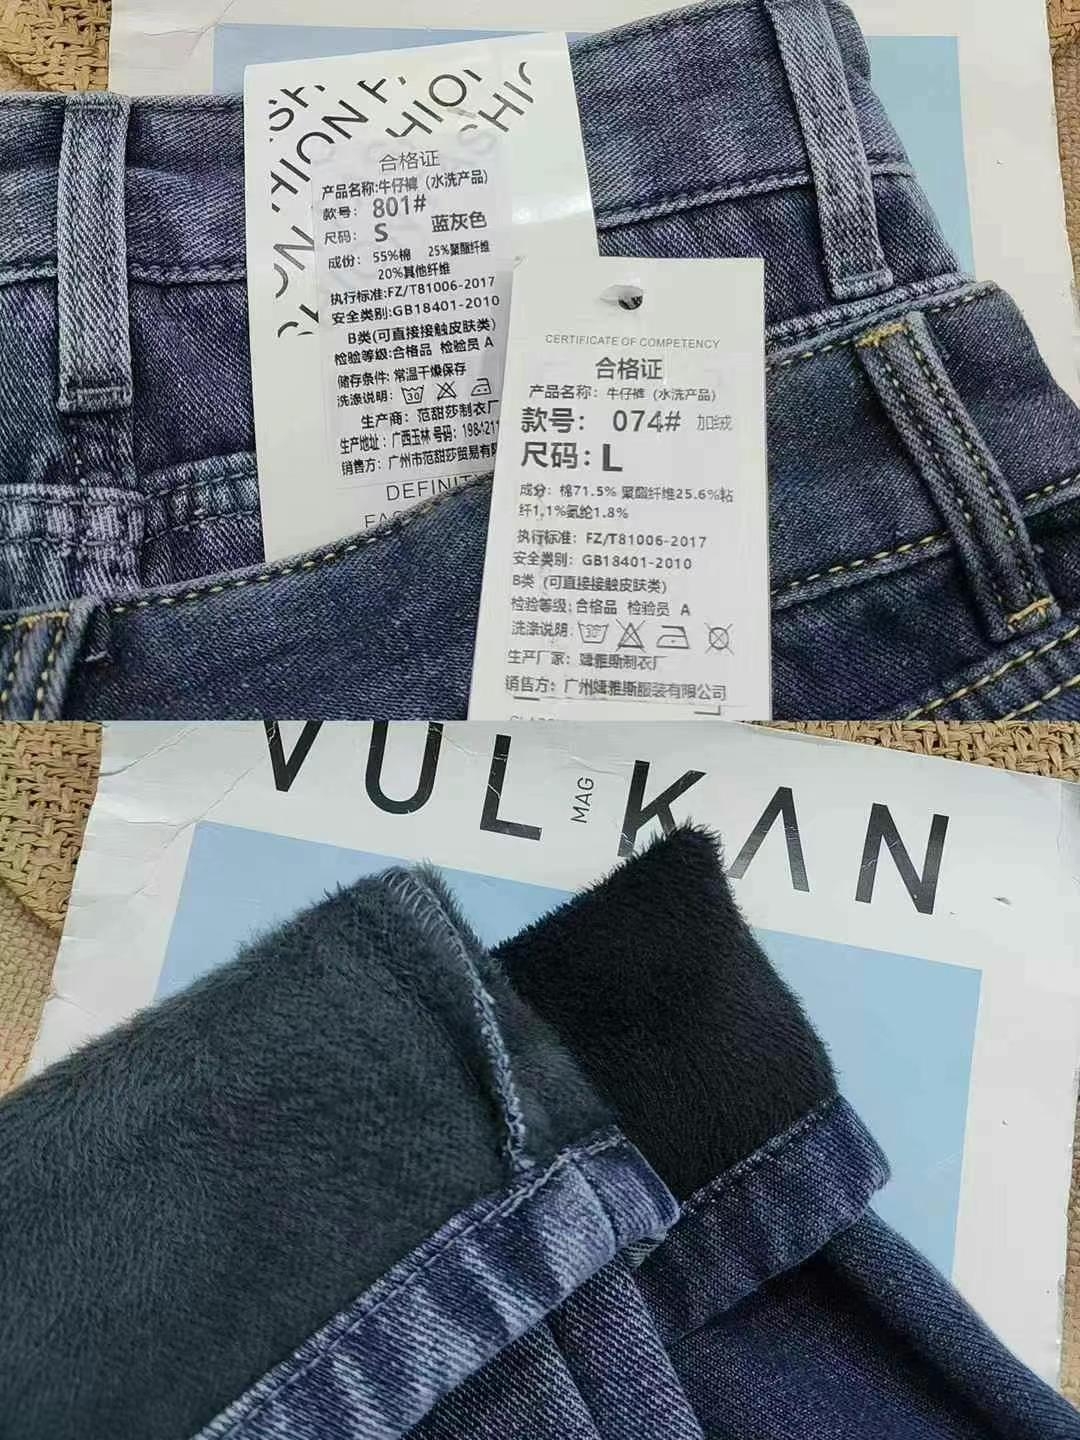 FASHION
合格证
产品名称:牛仔裤（水洗产品）
款号: 801#
尺码: S 蓝灰色
成份: 55%棉 25%聚酯纤维
20%其他纤维
执行标准:FZ/T81006-2017
安全类别:GB18401-2010
B类(可直接接触皮肤类)
检验等级:合格品 检验员 A
储存条件: 常温干燥保存
洗涤说明: 30
生产商: 范甜莎制衣厂
生产地址: 广西玉林 号码: 1984211
销售方: 广州市范甜莎贸易有
DEFINIT
CERTIFICATE OF COMPETENCY
合格证
产品名称: 牛仔裤（水洗产品）
款号: 074# 加绒
尺码: L
成分: 棉71.5% 聚酯纤维25.6%粘
纤1.1%氨纶1.8%
执行标准: FZ/T81006-2017
安全类别: GB18401-2010
B类 (可直接接触皮肤类)
检验等级: 合格品 检验员 A
洗涤说明: 30
生产厂家: 娒雅斯制衣厂
销售方: 广州娒雅斯服装有限公司
VULKAN
MAG